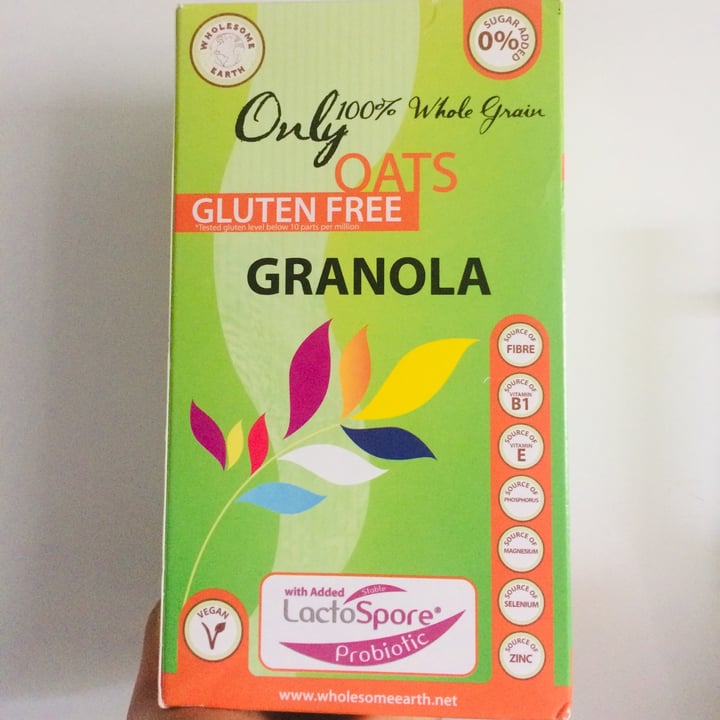 WHOLESOME
EARTH
SUGAR ADDED
0%
Only 100% Whole Grain
OATS
GLUTEN FREE
*Tested gluten level below 10 parts per million
GRANOLA
SOURCE OF
FIBRE
SOURCE OF
VITAMIN
B1
SOURCE OF
VITAMIN
E
SOURCE OF
PHOSPHORUS
SOURCE OF
MAGNESIUM
SOURCE OF
SELENIUM
SOURCE OF
ZINC
VEGAN
V
with Added Stable
LactoSpore®
Probiotic
www.wholesomeearth.net